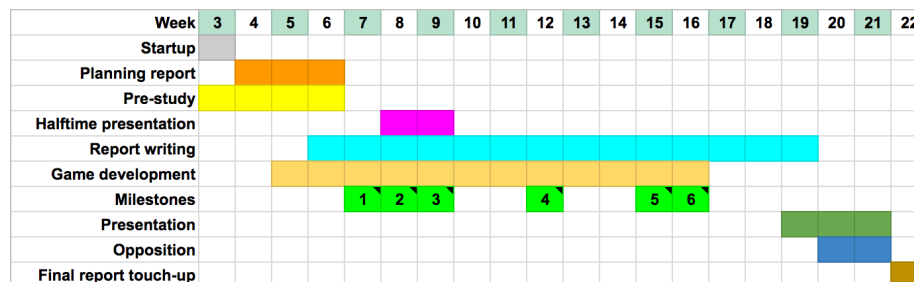 Week 3 4 5 6 7 8 9 10 11 12 13 14 15 16 17 18 19 20 21 22
Startup
Planning report
Pre-study
Halftime presentation
Report writing
Game development
Milestones 1 2 3 4 5 6
Presentation
Opposition
Final report touch-up